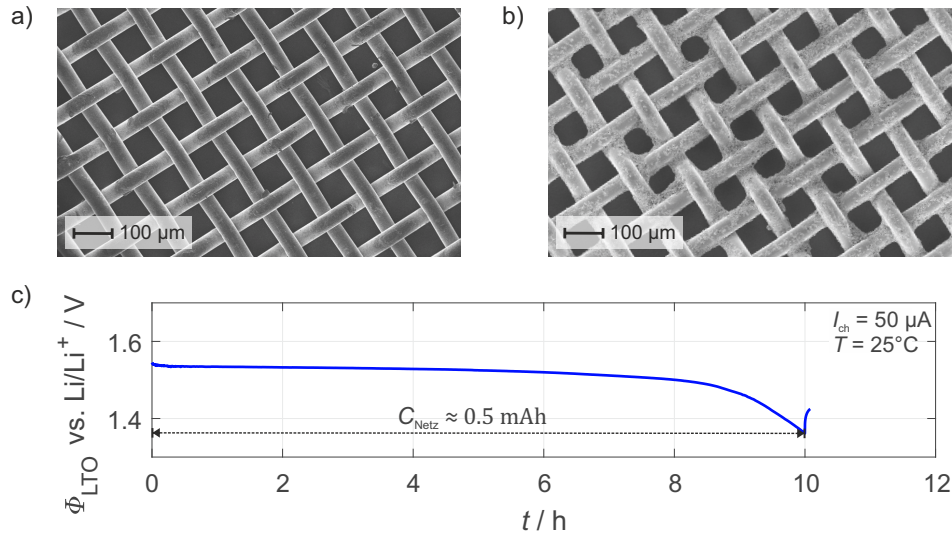 a)
b)
100 µm
100 µm
c)
Φ_LTO vs. Li/Li⁺ / V
1.6
1.4
I_ch = 50 µA
T = 25°C
C_Netz ≈ 0.5 mAh
0 2 4 6 8 10 12
t / h